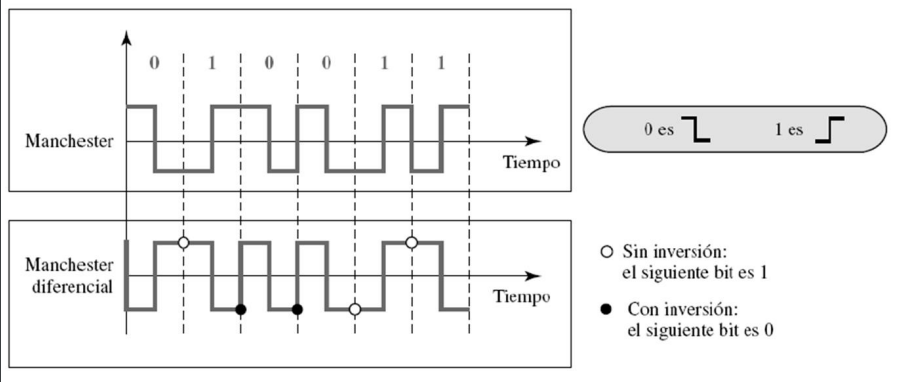 0 1 0 0 1 1
Manchester
Tiempo
0 es
1 es
Manchester
diferencial
Tiempo
Sin inversión:
el siguiente bit es 1
Con inversión:
el siguiente bit es 0